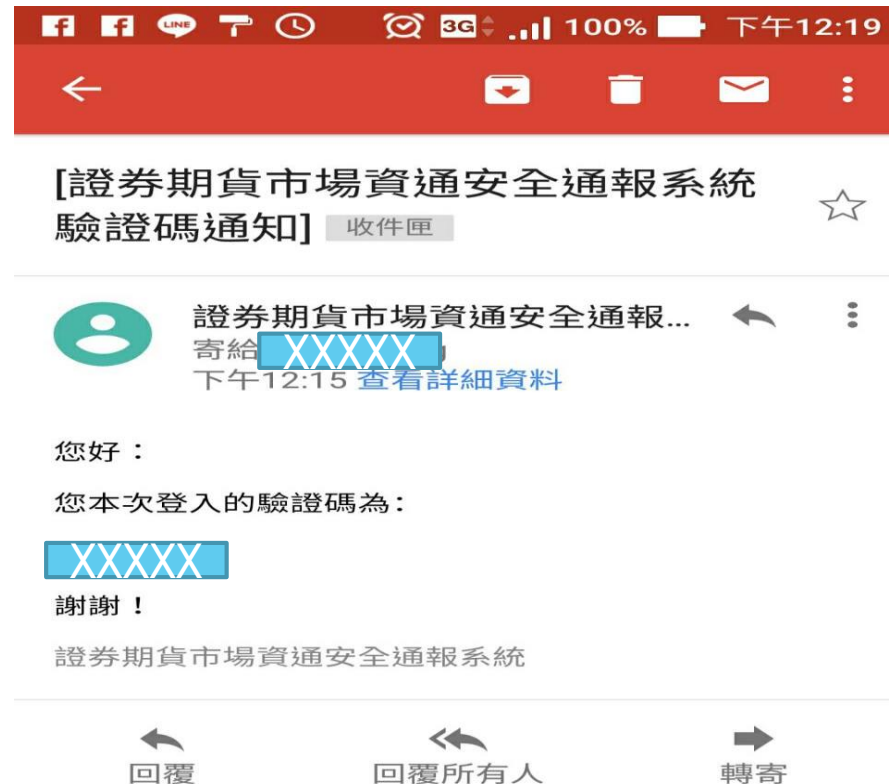 f f LINE 3G 100% 下午12:19
[證券期貨市場資通安全通報系統
驗證碼通知] 收件匣
證券期貨市場資通安全通報...
寄給 XXXXX
下午12:15 查看詳細資料
您好：
您本次登入的驗證碼為：
XXXXX
謝謝！
證券期貨市場資通安全通報系統
回覆 回覆所有人 轉寄